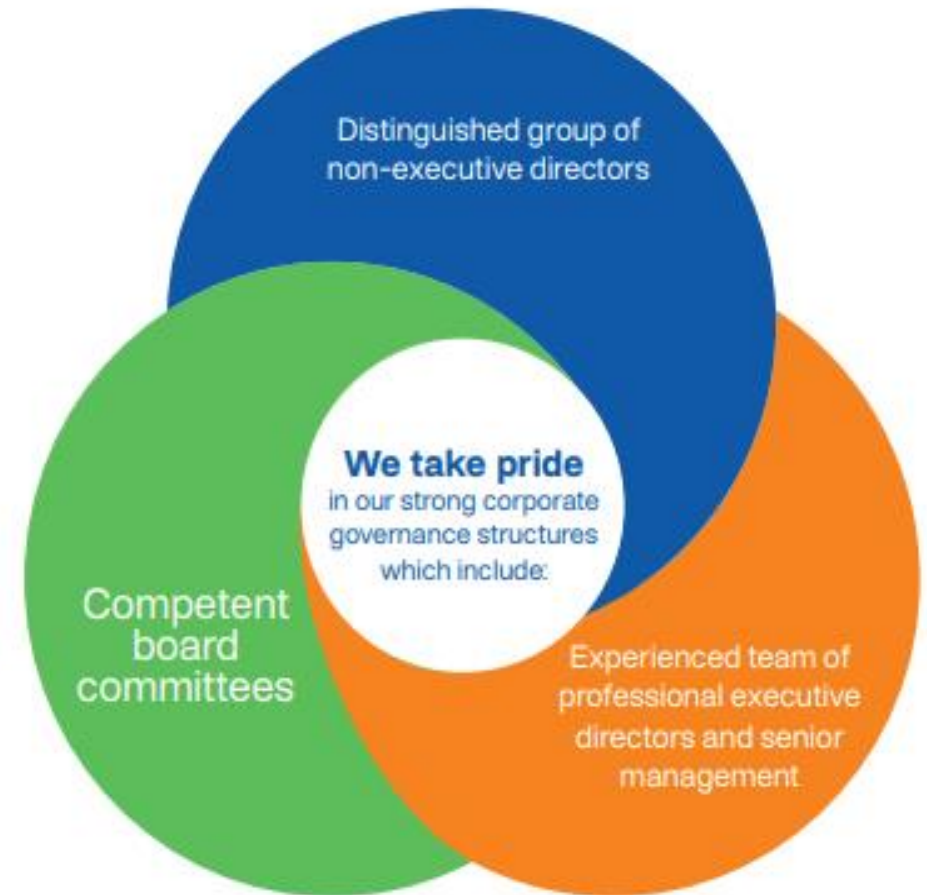 Distinguished group of
non-executive directors
We take pride
in our strong corporate
governance structures
which include:
Competent
board
committees
Experienced team of
professional executive
directors and senior
management